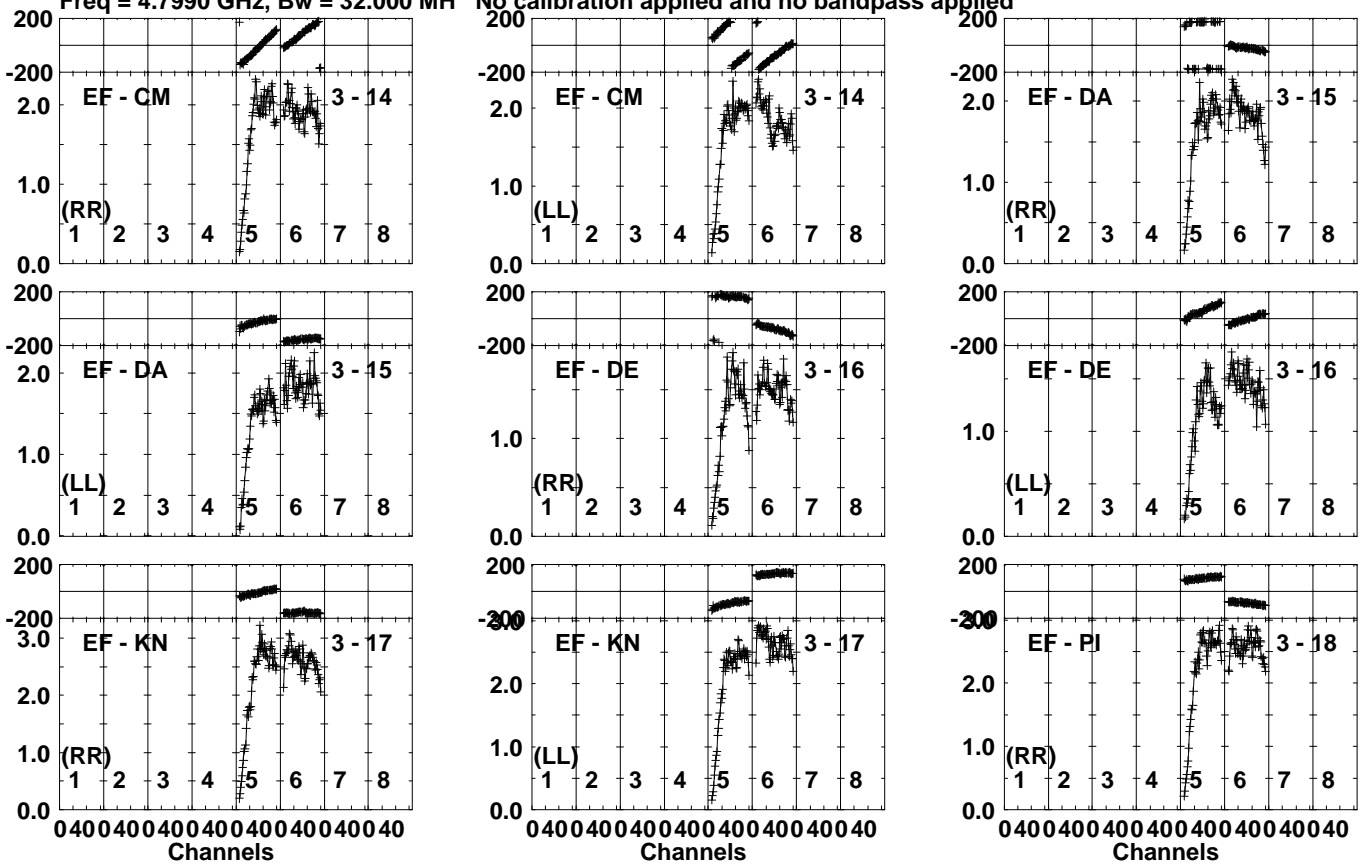 Freq = 4.7990 GHz, Bw = 32.000 MH No calibration applied and no bandpass applied
200 200 200
-200 -200 -200
EF - CM 3 - 14 EF - CM 3 - 14 EF - DA 3 - 15
2.0 2.0 2.0
1.0 1.0 1.0
(RR) (LL) (RR)
1 2 3 4 5 6 7 8 1 2 3 4 5 6 7 8 1 2 3 4 5 6 7 8
0.0 0.0 0.0
200 200 200
-200 -200 -200
EF - DA 3 - 15 EF - DE 3 - 16 EF - DE 3 - 16
2.0
1.0 1.0 1.0
(LL) (RR) (LL)
1 2 3 4 5 6 7 8 1 2 3 4 5 6 7 8 1 2 3 4 5 6 7 8
0.0 0.0 0.0
200 200 200
-200 -200 -200
3.0 3.0 3.0
EF - KN 3 - 17 EF - KN 3 - 17 EF - PI 3 - 18
2.0 2.0 2.0
1.0 1.0 1.0
(RR) (LL) (RR)
1 2 3 4 5 6 7 8 1 2 3 4 5 6 7 8 1 2 3 4 5 6 7 8
0.0 0.0 0.0
0 40 0 40 0 40 0 40 0 40 0 40 0 40 0 40 0 40 0 40 0 40 0 40 0 40 0 40 0 40 0 40 0 40 0 40 0 40 0 40 0 40 0 40 0 40 0 40
Channels Channels Channels